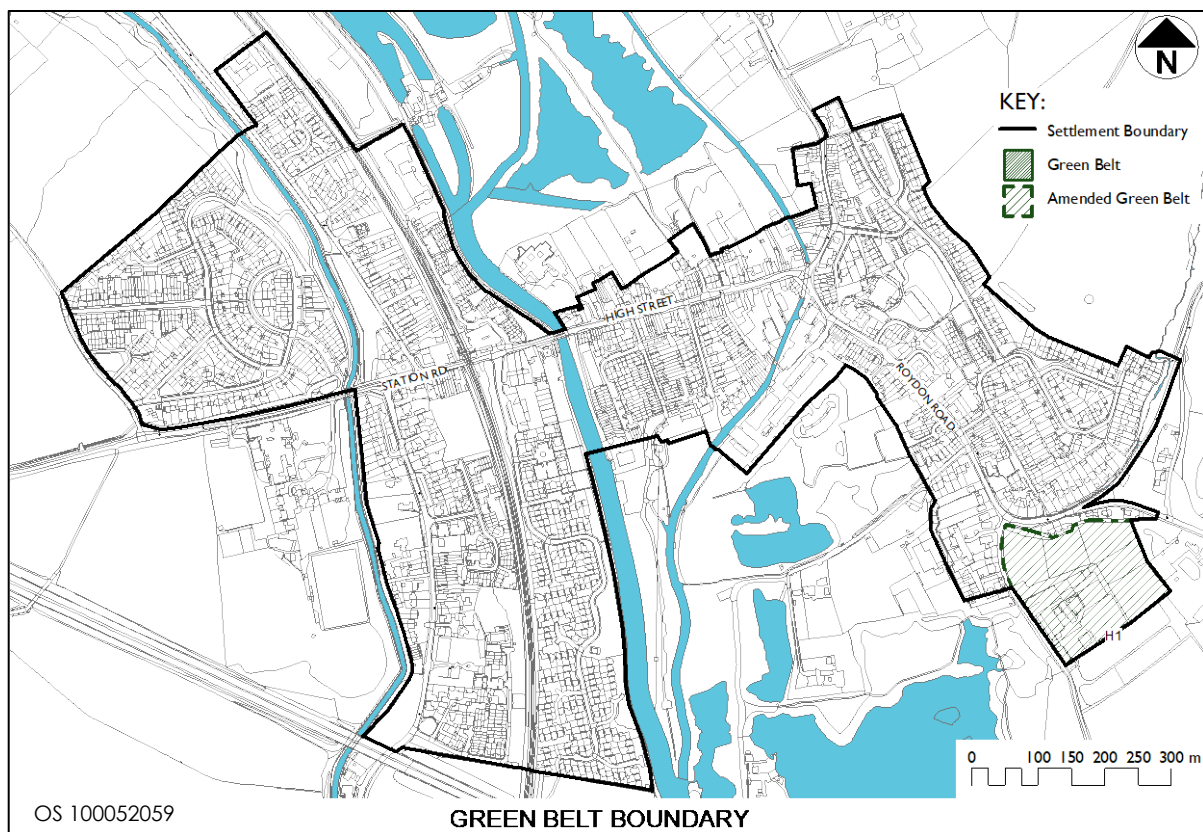 N
KEY:
Settlement Boundary
Green Belt
Amended Green Belt
HIGH STREET
STATION RD
ROYDON ROAD
H1
0 100 150 200 250 300 m
OS 100052059
GREEN BELT BOUNDARY